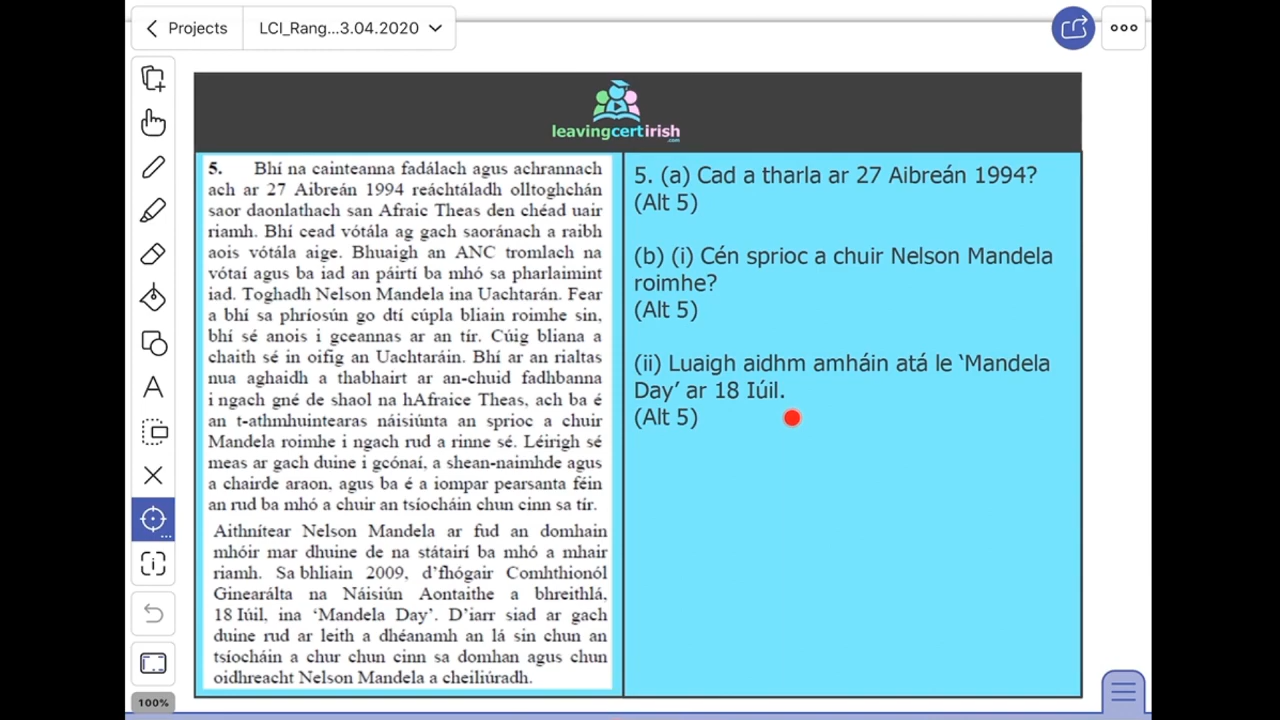 Projects
LCI_Rang...3.04.2020
leavingcertirish
.com
5. Bhí na cainteanna fadálach agus achrannach
ach ar 27 Aibreán 1994 reáchtáladh olltoghchán
saor daonlathach san Afraic Theas den chéad uair
riamh. Bhí cead vótála ag gach saoránach a raibh
aois vótála aige. Bhuaigh an ANC tromlach na
vótaí agus ba iad an páirtí ba mhó sa pharlaimint
iad. Toghadh Nelson Mandela ina Uachtarán. Fear
a bhí sa phríosún go dtí cúpla bliain roimhe sin,
bhí sé anois i gceannas ar an tír. Cúig bliana a
chaith sé in oifig an Uachtaráin. Bhí ar an rialtas
nua aghaidh a thabhairt ar an-chuid fadhbanna
i ngach gné de shaol na hAfraice Theas, ach ba é
an t-athmhuintearas náisiúnta an sprioc a chuir
Mandela roimhe i ngach rud a rinne sé. Léirigh sé
meas ar gach duine i gcónaí, a shean-naimhde agus
a chairde araon, agus ba é a iompar pearsanta féin
an rud ba mhó a chuir an tsíocháin chun cinn sa tír.
Aithnítear Nelson Mandela ar fud an domhain
mhóir mar dhuine de na státairí ba mhó a mhair
riamh. Sa bhliain 2009, d'fhógair Comhthionól
Ginearálta na Náisiún Aontaithe a bhreithlá,
18 Iúil, ina 'Mandela Day'. D'iarr siad ar gach
duine rud ar leith a dhéanamh an lá sin chun an
tsíocháin a chur chun cinn sa domhan agus chun
oidhreacht Nelson Mandela a cheiliúradh.
5. (a) Cad a tharla ar 27 Aibreán 1994?
(Alt 5)
(b) (i) Cén sprioc a chuir Nelson Mandela
roimhe?
(Alt 5)
(ii) Luaigh aidhm amháin atá le 'Mandela
Day' ar 18 Iúil.
(Alt 5)
100%